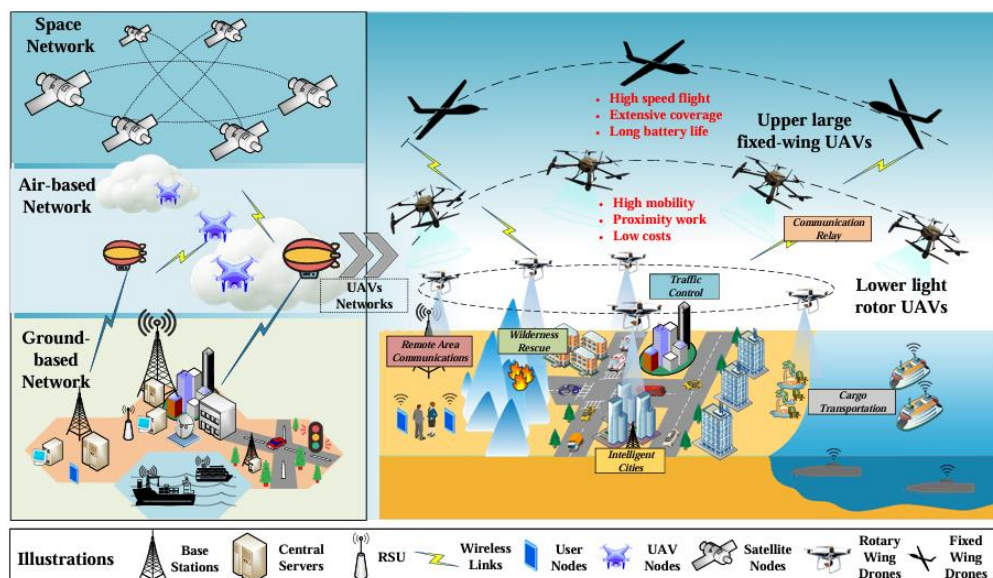 Space
Network
Air-based
Network
Ground-
based
Network
UAVs
Networks
• High speed flight
• Extensive coverage
• Long battery life
Upper large
fixed-wing UAVs
• High mobility
• Proximity work
• Low costs
Communication
Relay
Lower light
rotor UAVs
Traffic
Control
Remote Area
Communications
Wilderness
Rescue
Cargo
Transportation
Intelligent
Cities
Illustrations
Base
Stations
Central
Servers
RSU
Wireless
Links
User
Nodes
UAV
Nodes
Satellite
Nodes
Rotary
Wing
Drones
Fixed
Wing
Drones